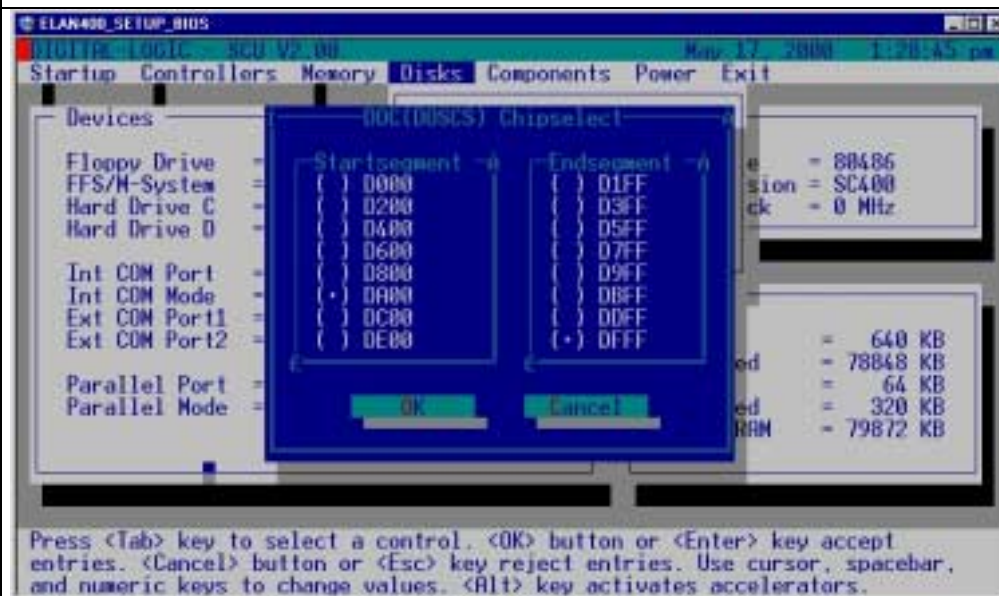 ELAN400_SETUP_BIOS
DIGITAL-LOGIC - SCU V2.00 May 17, 2000 1:20:45 pm
Startup Controllers Memory Disks Components Power Exit
Devices
Floppy Drive =
FFS/M-System =
Hard Drive C =
Hard Drive D =
Int COM Port =
Int COM Mode =
Ext COM Port1 =
Ext COM Port2 =
Parallel Port =
Parallel Mode =
DOC(DOSCS) Chipselect
Startsegment
( ) D000
( ) D200
( ) D400
( ) D600
( ) D800
(•) DA00
( ) DC00
( ) DE00
Endsegment
( ) D1FF
( ) D3FF
( ) D5FF
( ) D7FF
( ) D9FF
( ) DBFF
( ) DDFF
(•) DFFF
OK Cancel
e = 80486
sion = SC400
ck = 0 MHz
= 640 KB
ed = 78848 KB
= 64 KB
ed = 320 KB
RAM = 79872 KB
Press <Tab> key to select a control. <OK> button or <Enter> key accept
entries. <Cancel> button or <Esc> key reject entries. Use cursor, spacebar,
and numeric keys to change values. <Alt> key activates accelerators.